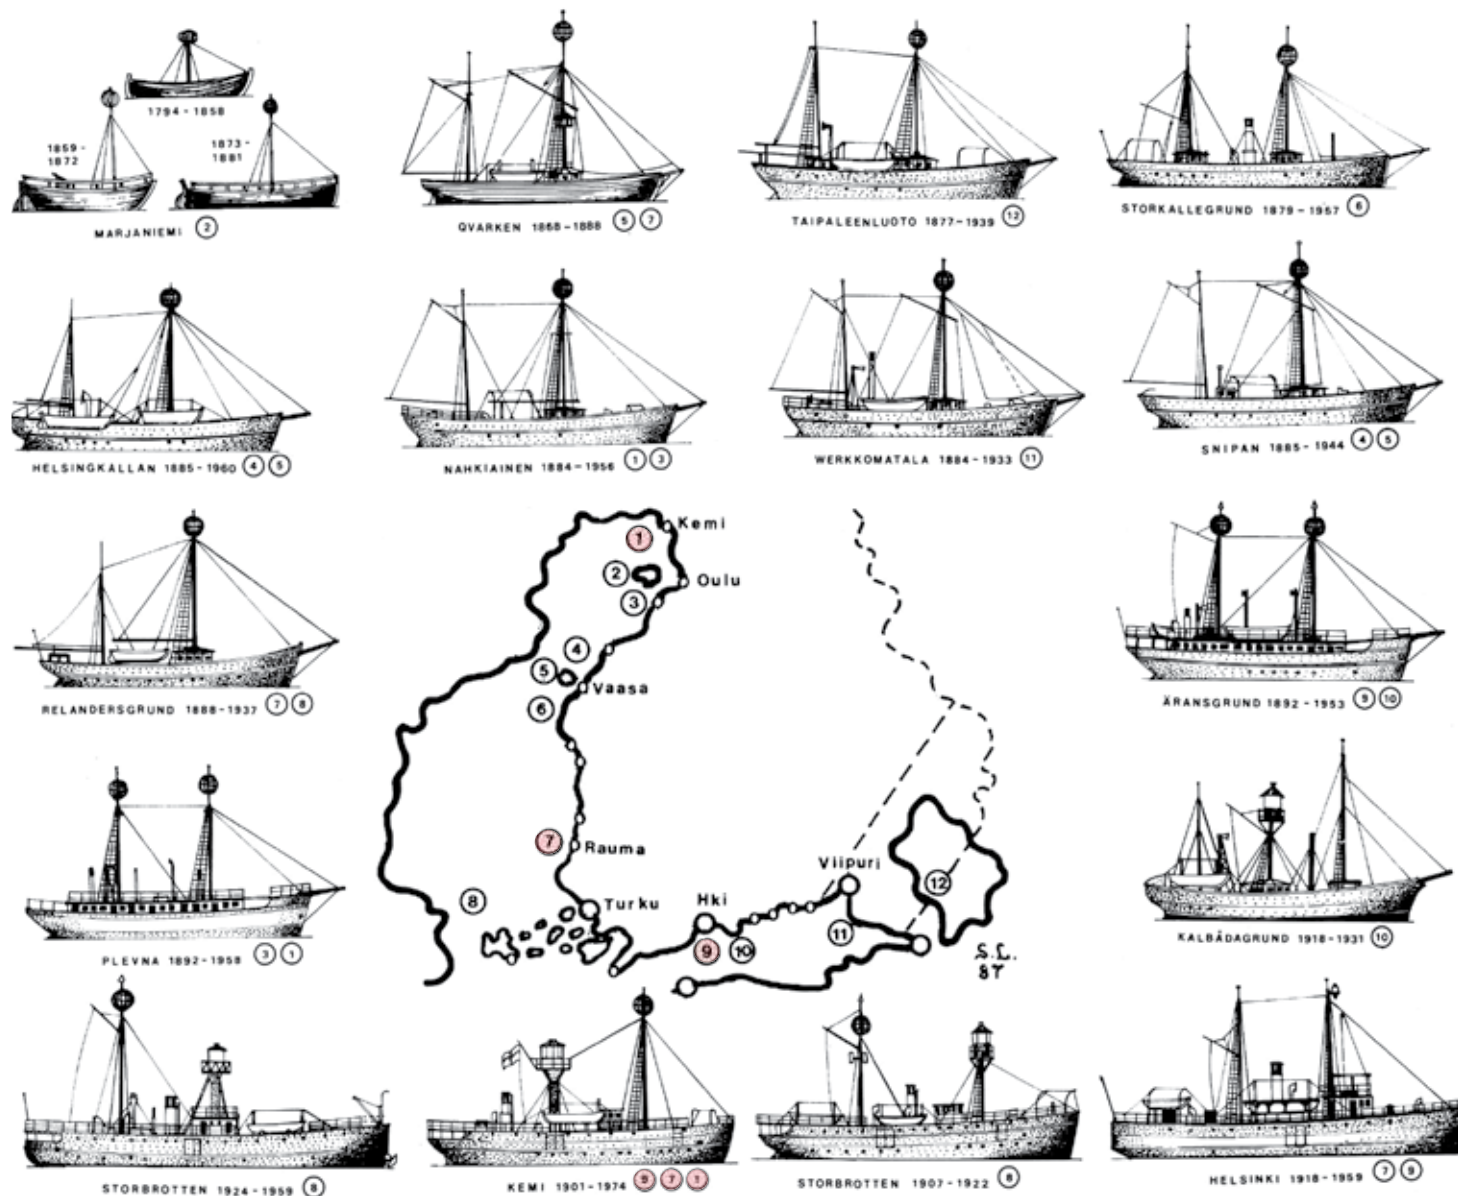 1794 - 1858
1859 -
1872
1873 -
1881
MARJANIEMI 2
QVARKEN 1868 - 1888 5 7
TAIPALEENLUOTO 1877 - 1939 12
STORKALLEGRUND 1879 - 1957 6
HELSINGKALLAN 1885 - 1960 4 5
NAHKIAINEN 1884 - 1956 1 3
WERKKOMATALA 1884 - 1933 11
SNIPAN 1885 - 1944 4 5
Kemi
1
2
Oulu
3
4
5
Vaasa
6
7
Rauma
8
Turku
Hki
Viipuri
12
9
10
11
S.L.
87
RELANDERSGRUND 1888 - 1937 7 8
ÄRANSGRUND 1892 - 1953 9 10
PLEVNA 1892 - 1958 3 1
KALBÅDAGRUND 1918 - 1931 10
STORBROTTEN 1924 - 1959 8
KEMI 1901 - 1974 9 7 1
STORBROTTEN 1907 - 1922 8
HELSINKI 1918 - 1959 7 9